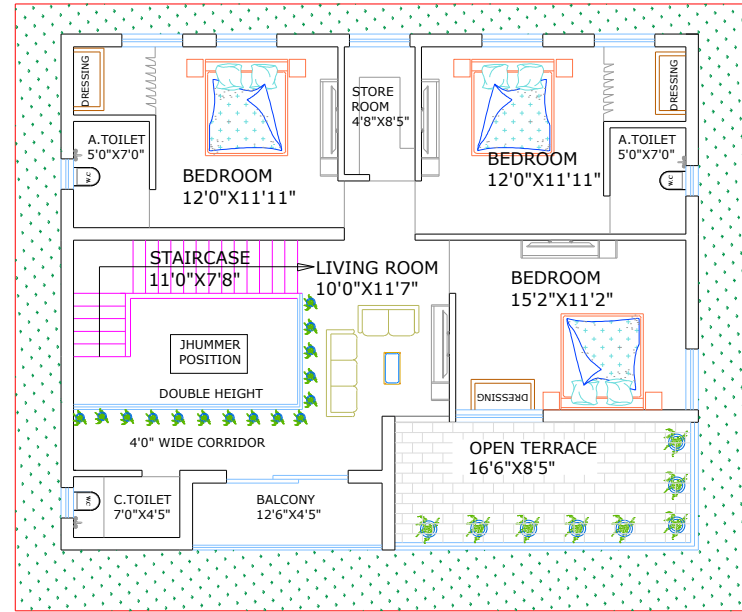 DRESSING
STORE
ROOM
4'8"X8'5"
DRESSING
A.TOILET
5'0"X7'0"
W.C
BEDROOM
12'0"X11'11"
BEDROOM
12'0"X11'11"
A.TOILET
5'0"X7'0"
W.C
STAIRCASE
11'0"X7'8"
LIVING ROOM
10'0"X11'7"
BEDROOM
15'2"X11'2"
JHUMMER
POSITION
DOUBLE HEIGHT
DRESSING
4'0" WIDE CORRIDOR
OPEN TERRACE
16'6"X8'5"
W.C
C.TOILET
7'0"X4'5"
BALCONY
12'6"X4'5"